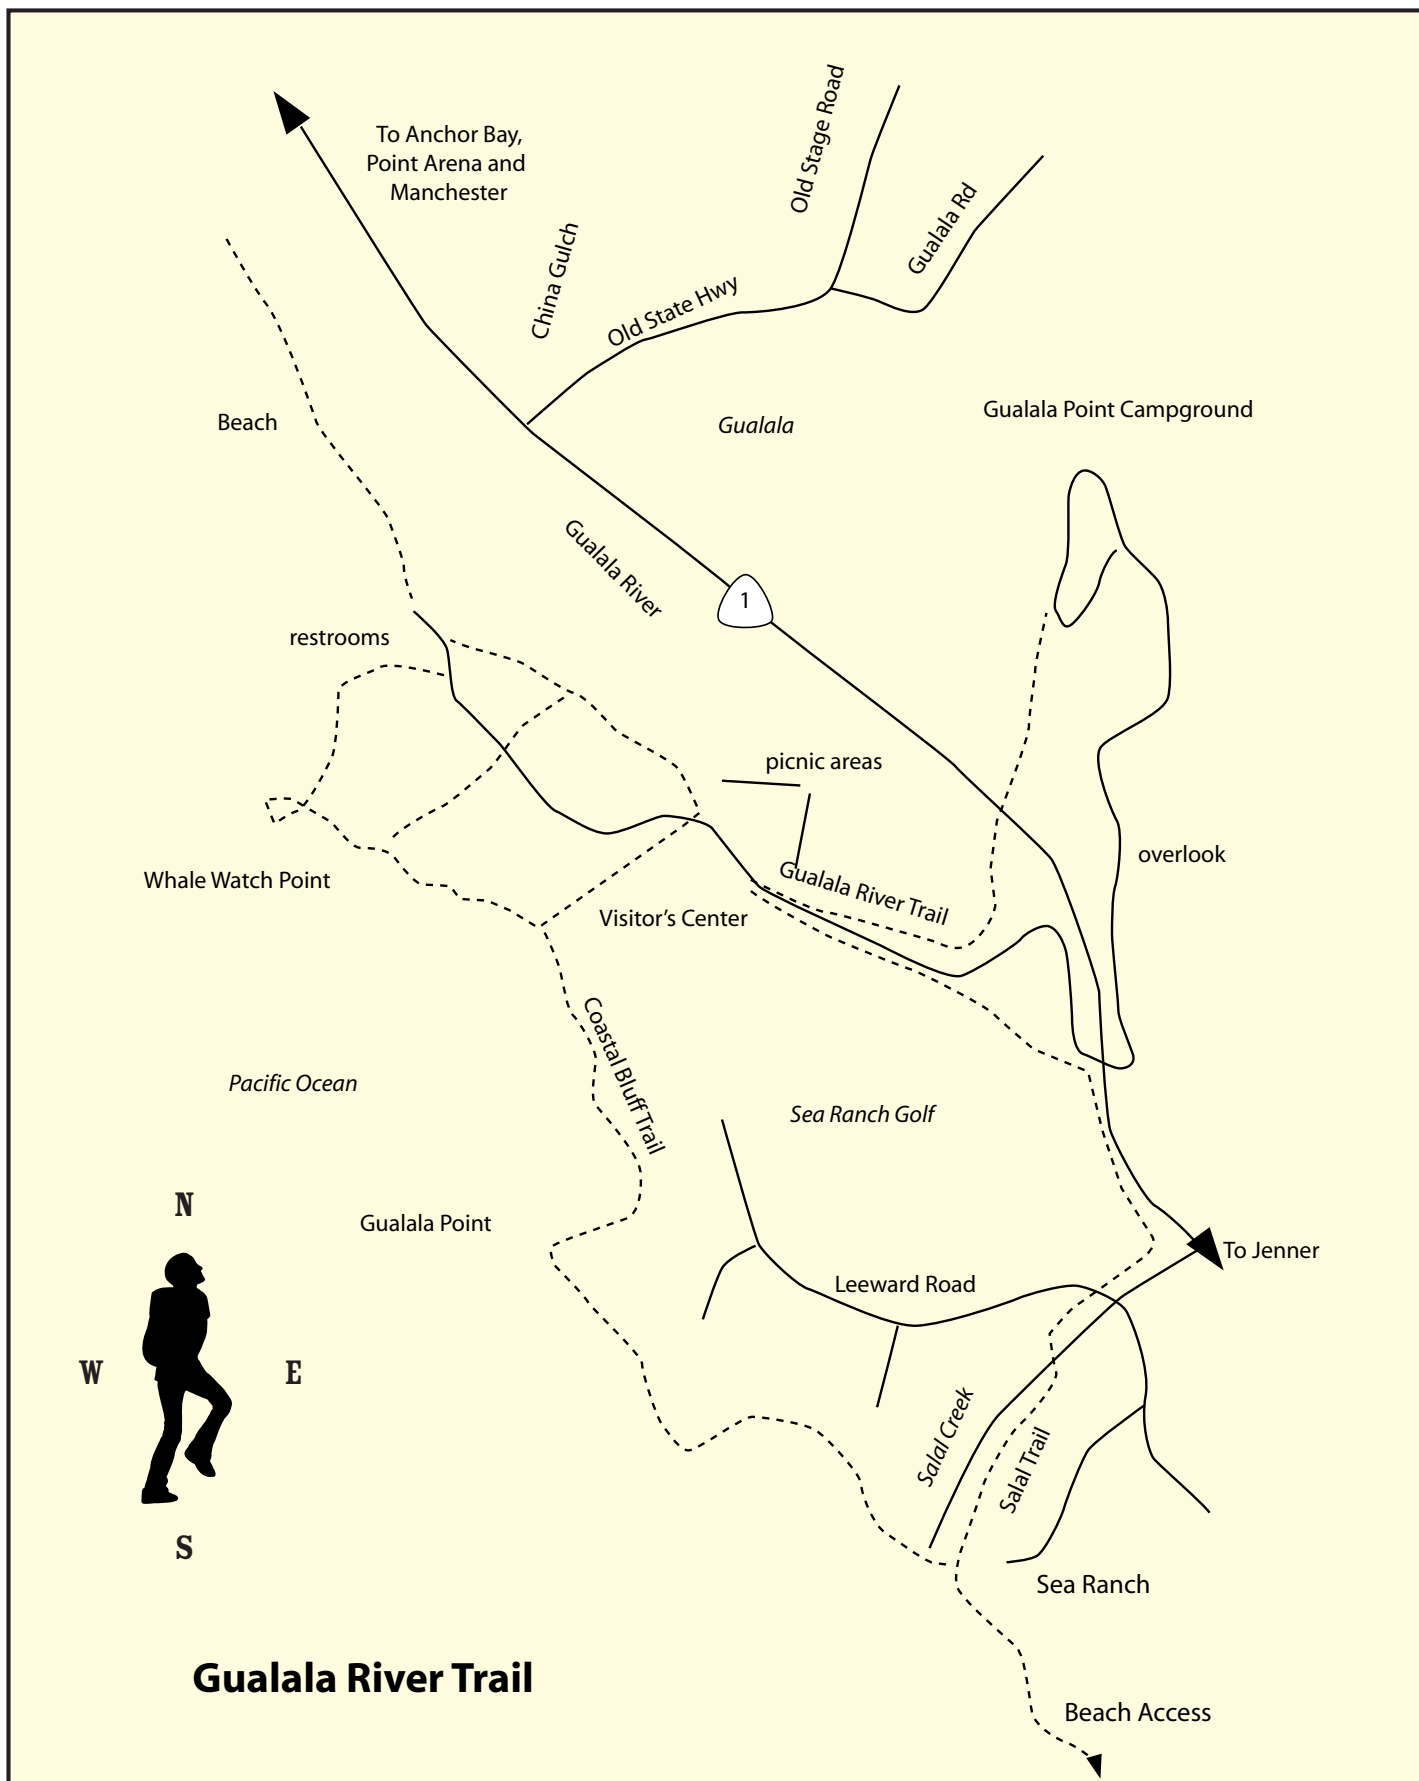 To Anchor Bay,
Point Arena and
Manchester
Old Stage Road
Gualala Rd
China Gulch
Old State Hwy
Beach
Gualala
Gualala Point Campground
Gualala River
1
restrooms
picnic areas
overlook
Whale Watch Point
Gualala River Trail
Visitor's Center
Coastal Bluff Trail
Pacific Ocean
Sea Ranch Golf
N
Gualala Point
To Jenner
Leeward Road
W
E
Salal Creek
Salal Trail
S
Sea Ranch
Gualala River Trail
Beach Access